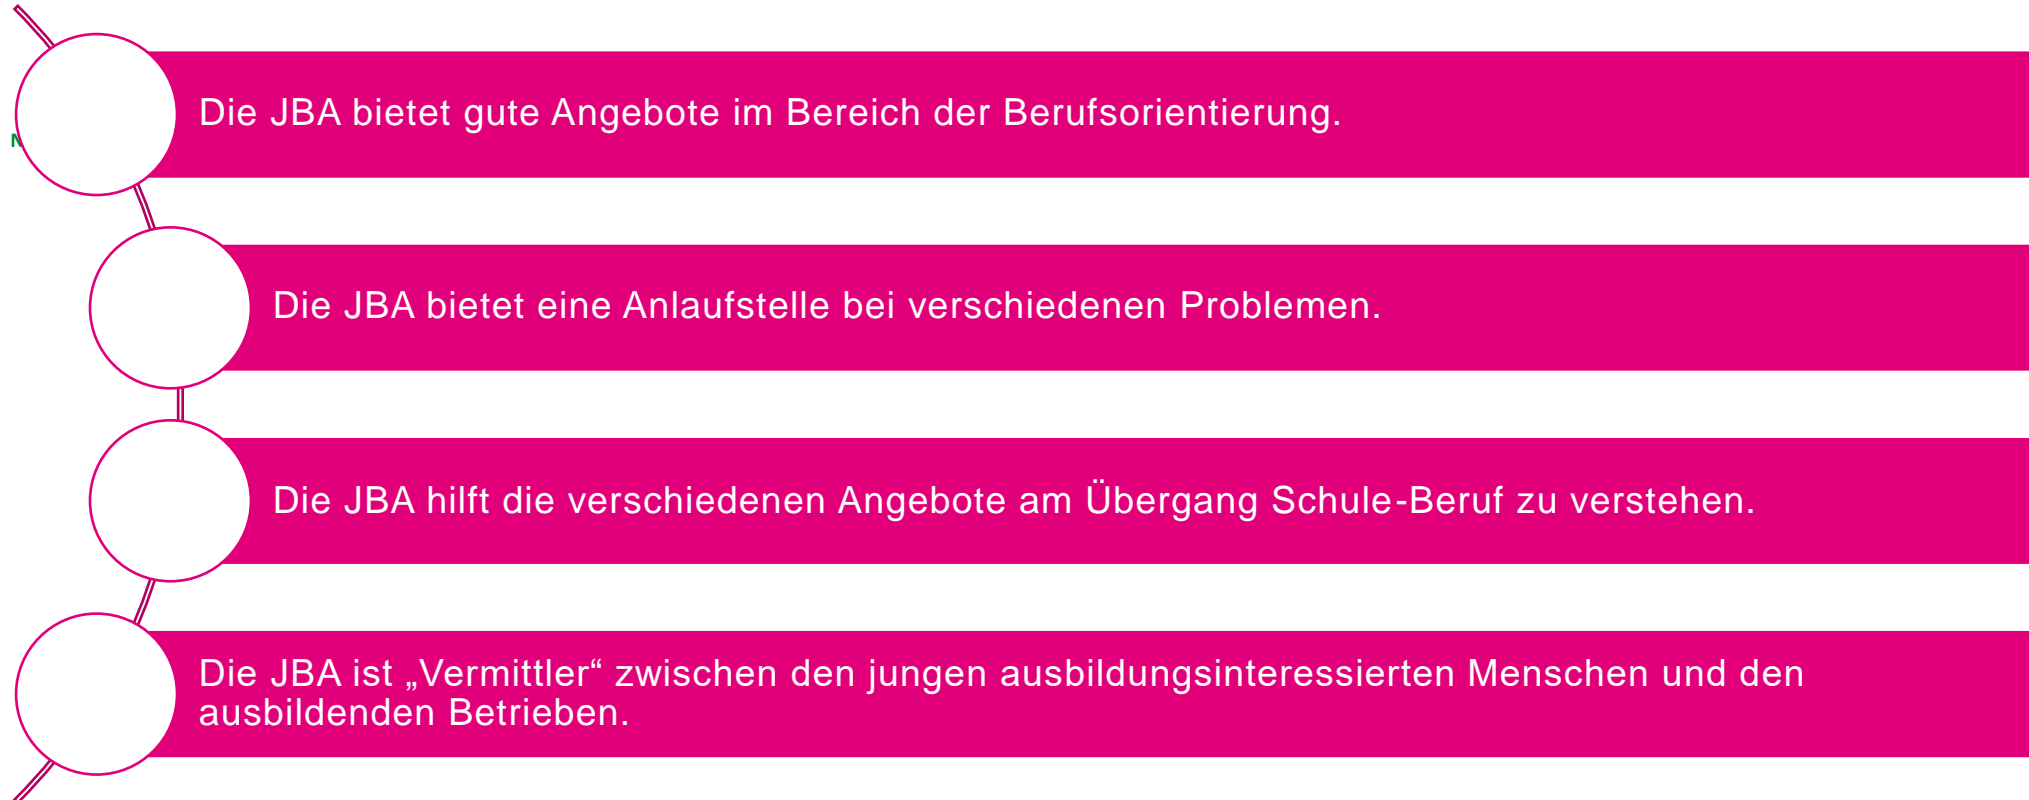 Die JBA bietet gute Angebote im Bereich der Berufsorientierung.
Die JBA bietet eine Anlaufstelle bei verschiedenen Problemen.
Die JBA hilft die verschiedenen Angebote am Übergang Schule-Beruf zu verstehen.
Die JBA ist „Vermittler“ zwischen den jungen ausbildungsinteressierten Menschen und den
ausbildenden Betrieben.